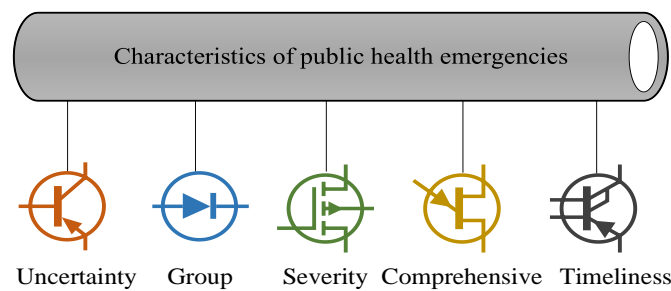 Characteristics of public health emergencies
Uncertainty Group Severity Comprehensive Timeliness